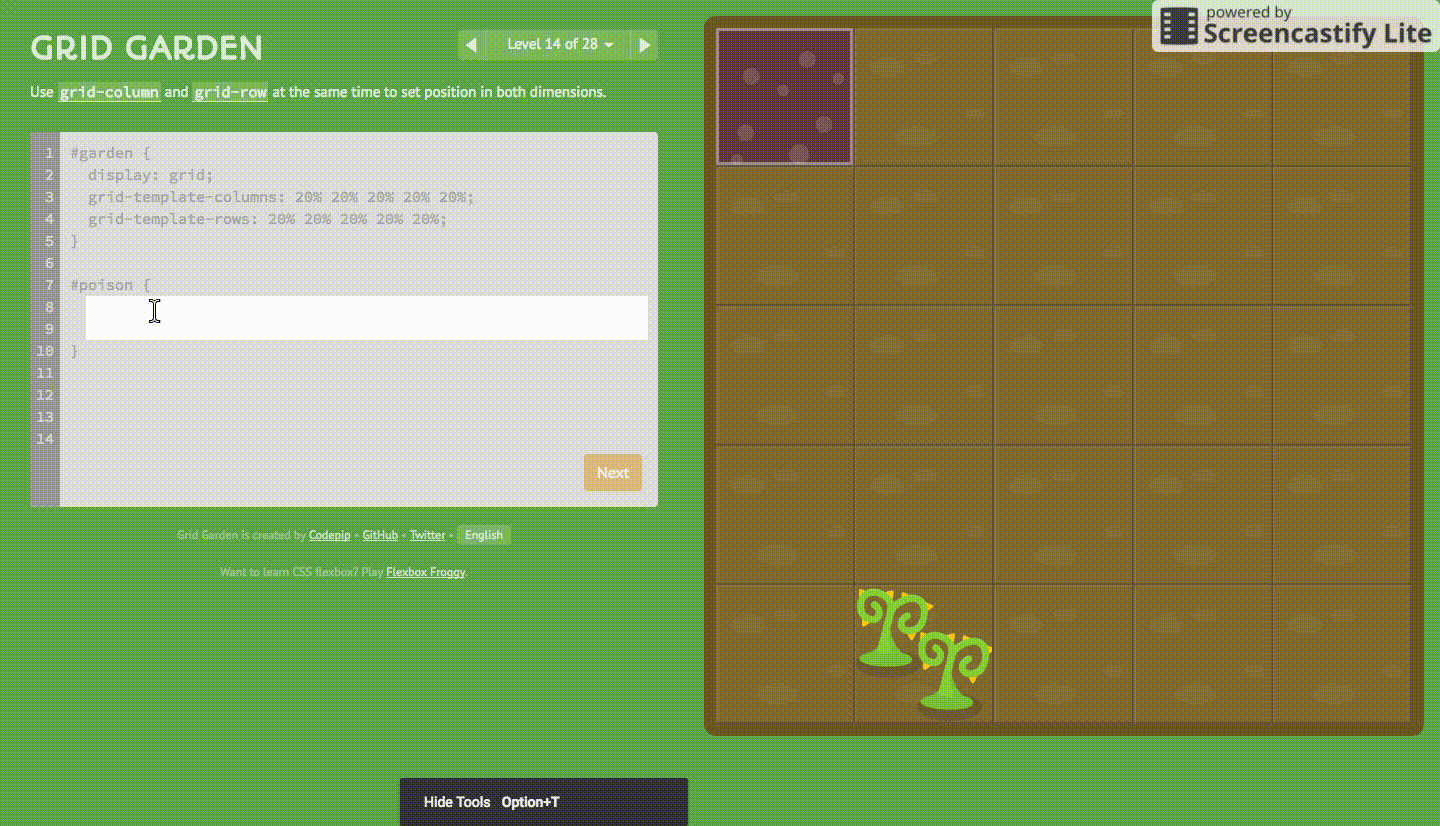 powered by
Screencastify Lite
GRID GARDEN
Level 14 of 28
Use grid-column and grid-row at the same time to set position in both dimensions.
1 #garden {
2 display: grid;
3 grid-template-columns: 20% 20% 20% 20% 20%;
4 grid-template-rows: 20% 20% 20% 20% 20%;
5 }
6
7 #poison {
8
9
10 }
11
12
13
14
Next
Grid Garden is created by Codepip • GitHub • Twitter • English
Want to learn CSS flexbox? Play Flexbox Froggy.
Hide Tools Option+T